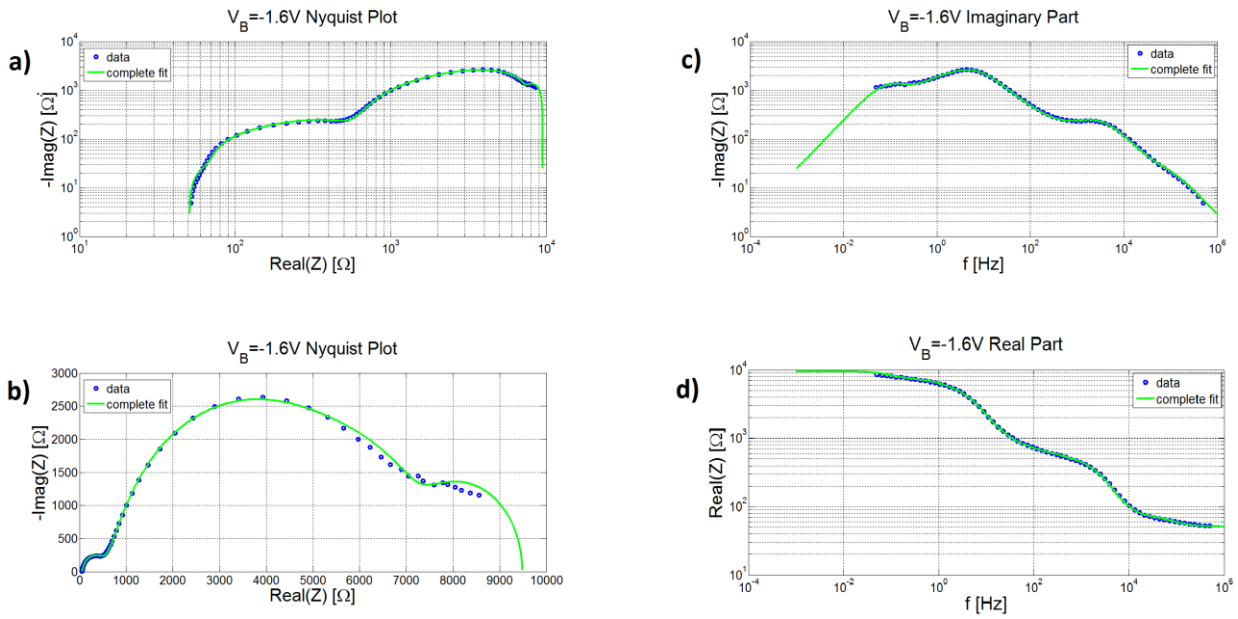 a)
V_B=-1.6V Nyquist Plot
data
complete fit
-Imag(Z) [Ω]
10^4
10^3
10^2
10^1
10^0
10^1 10^2 10^3 10^4
Real(Z) [Ω]
b)
V_B=-1.6V Nyquist Plot
data
complete fit
-Imag(Z) [Ω]
3000
2500
2000
1500
1000
500
0
0 1000 2000 3000 4000 5000 6000 7000 8000 9000 10000
Real(Z) [Ω]
c)
V_B=-1.6V Imaginary Part
data
complete fit
-Imag(Z) [Ω]
10^4
10^3
10^2
10^1
10^0
10^-4 10^-2 10^0 10^2 10^4 10^6
f [Hz]
d)
V_B=-1.6V Real Part
data
complete fit
Real(Z) [Ω]
10^4
10^3
10^2
10^1
10^-4 10^-2 10^0 10^2 10^4 10^6
f [Hz]